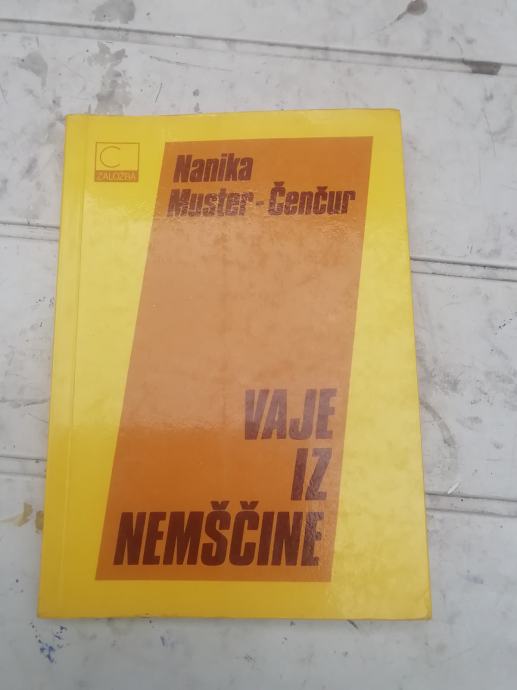 C
ZALOŽBA
Nanika
Muster-Čenčur
VAJE
IZ
NEMŠČINE